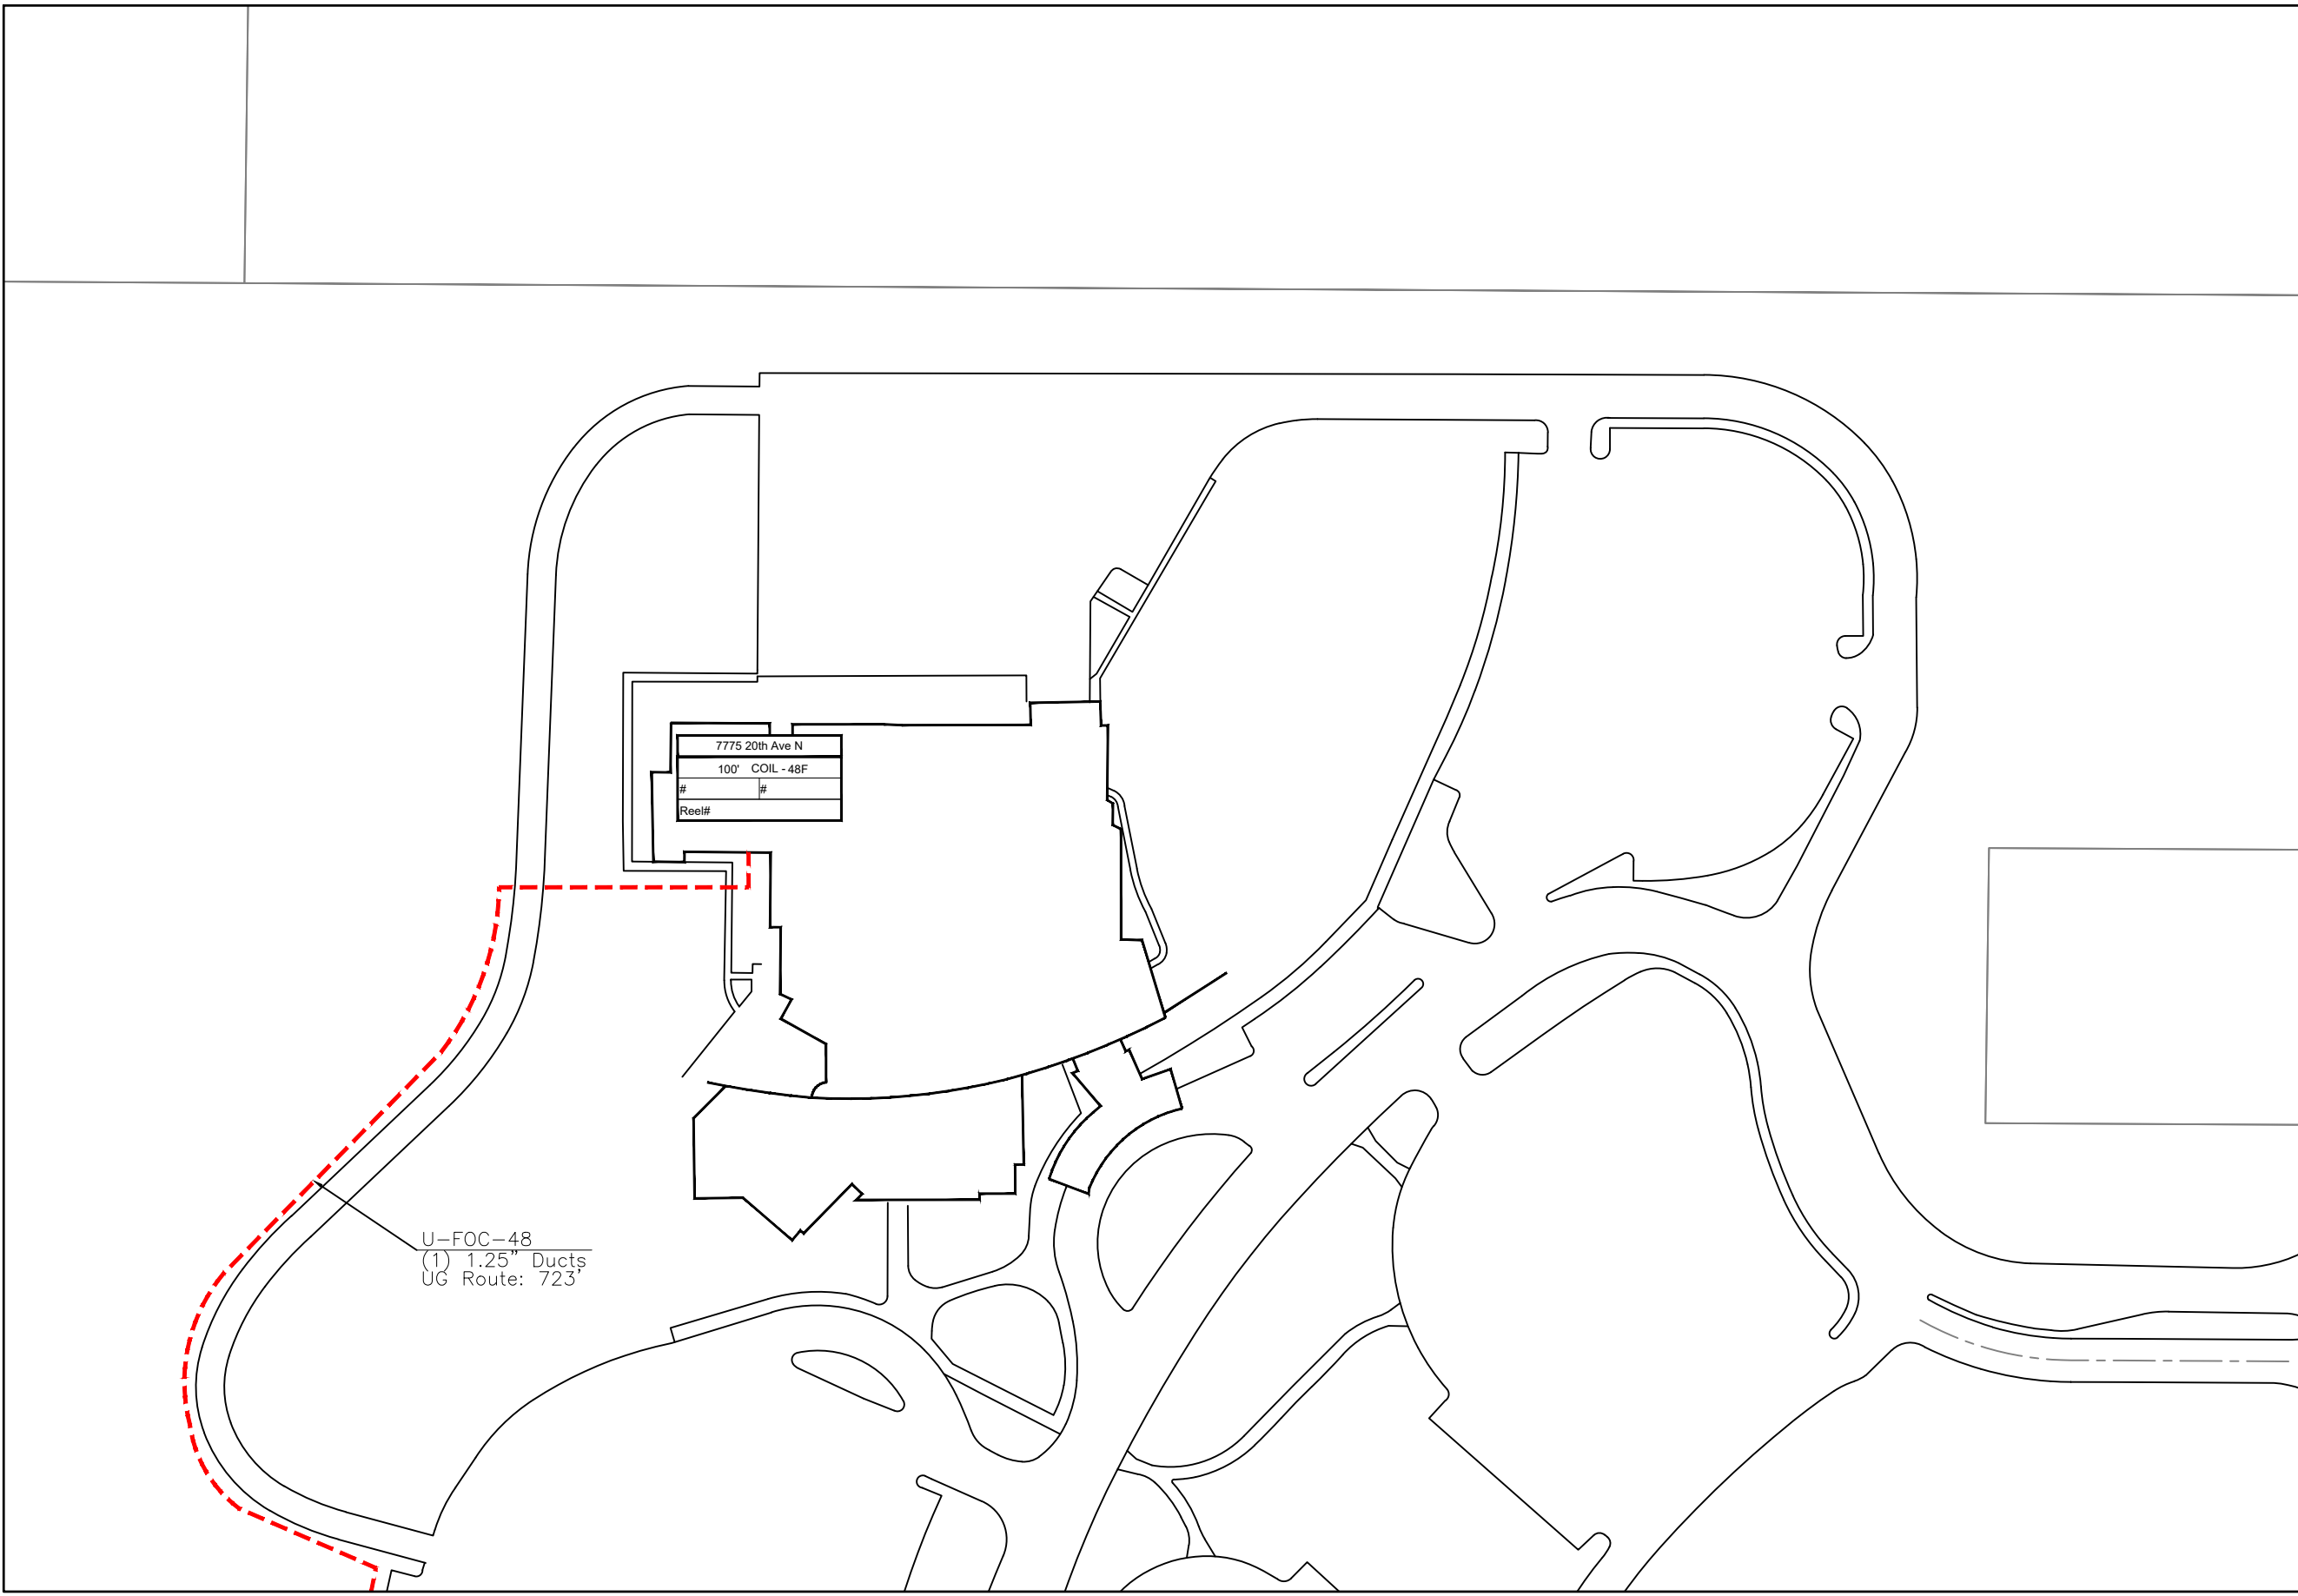 7775 20th Ave N
100' COIL - 48F
# #
Reel#
U-FOC-48
(1) 1.25" Ducts
UG Route: 723'